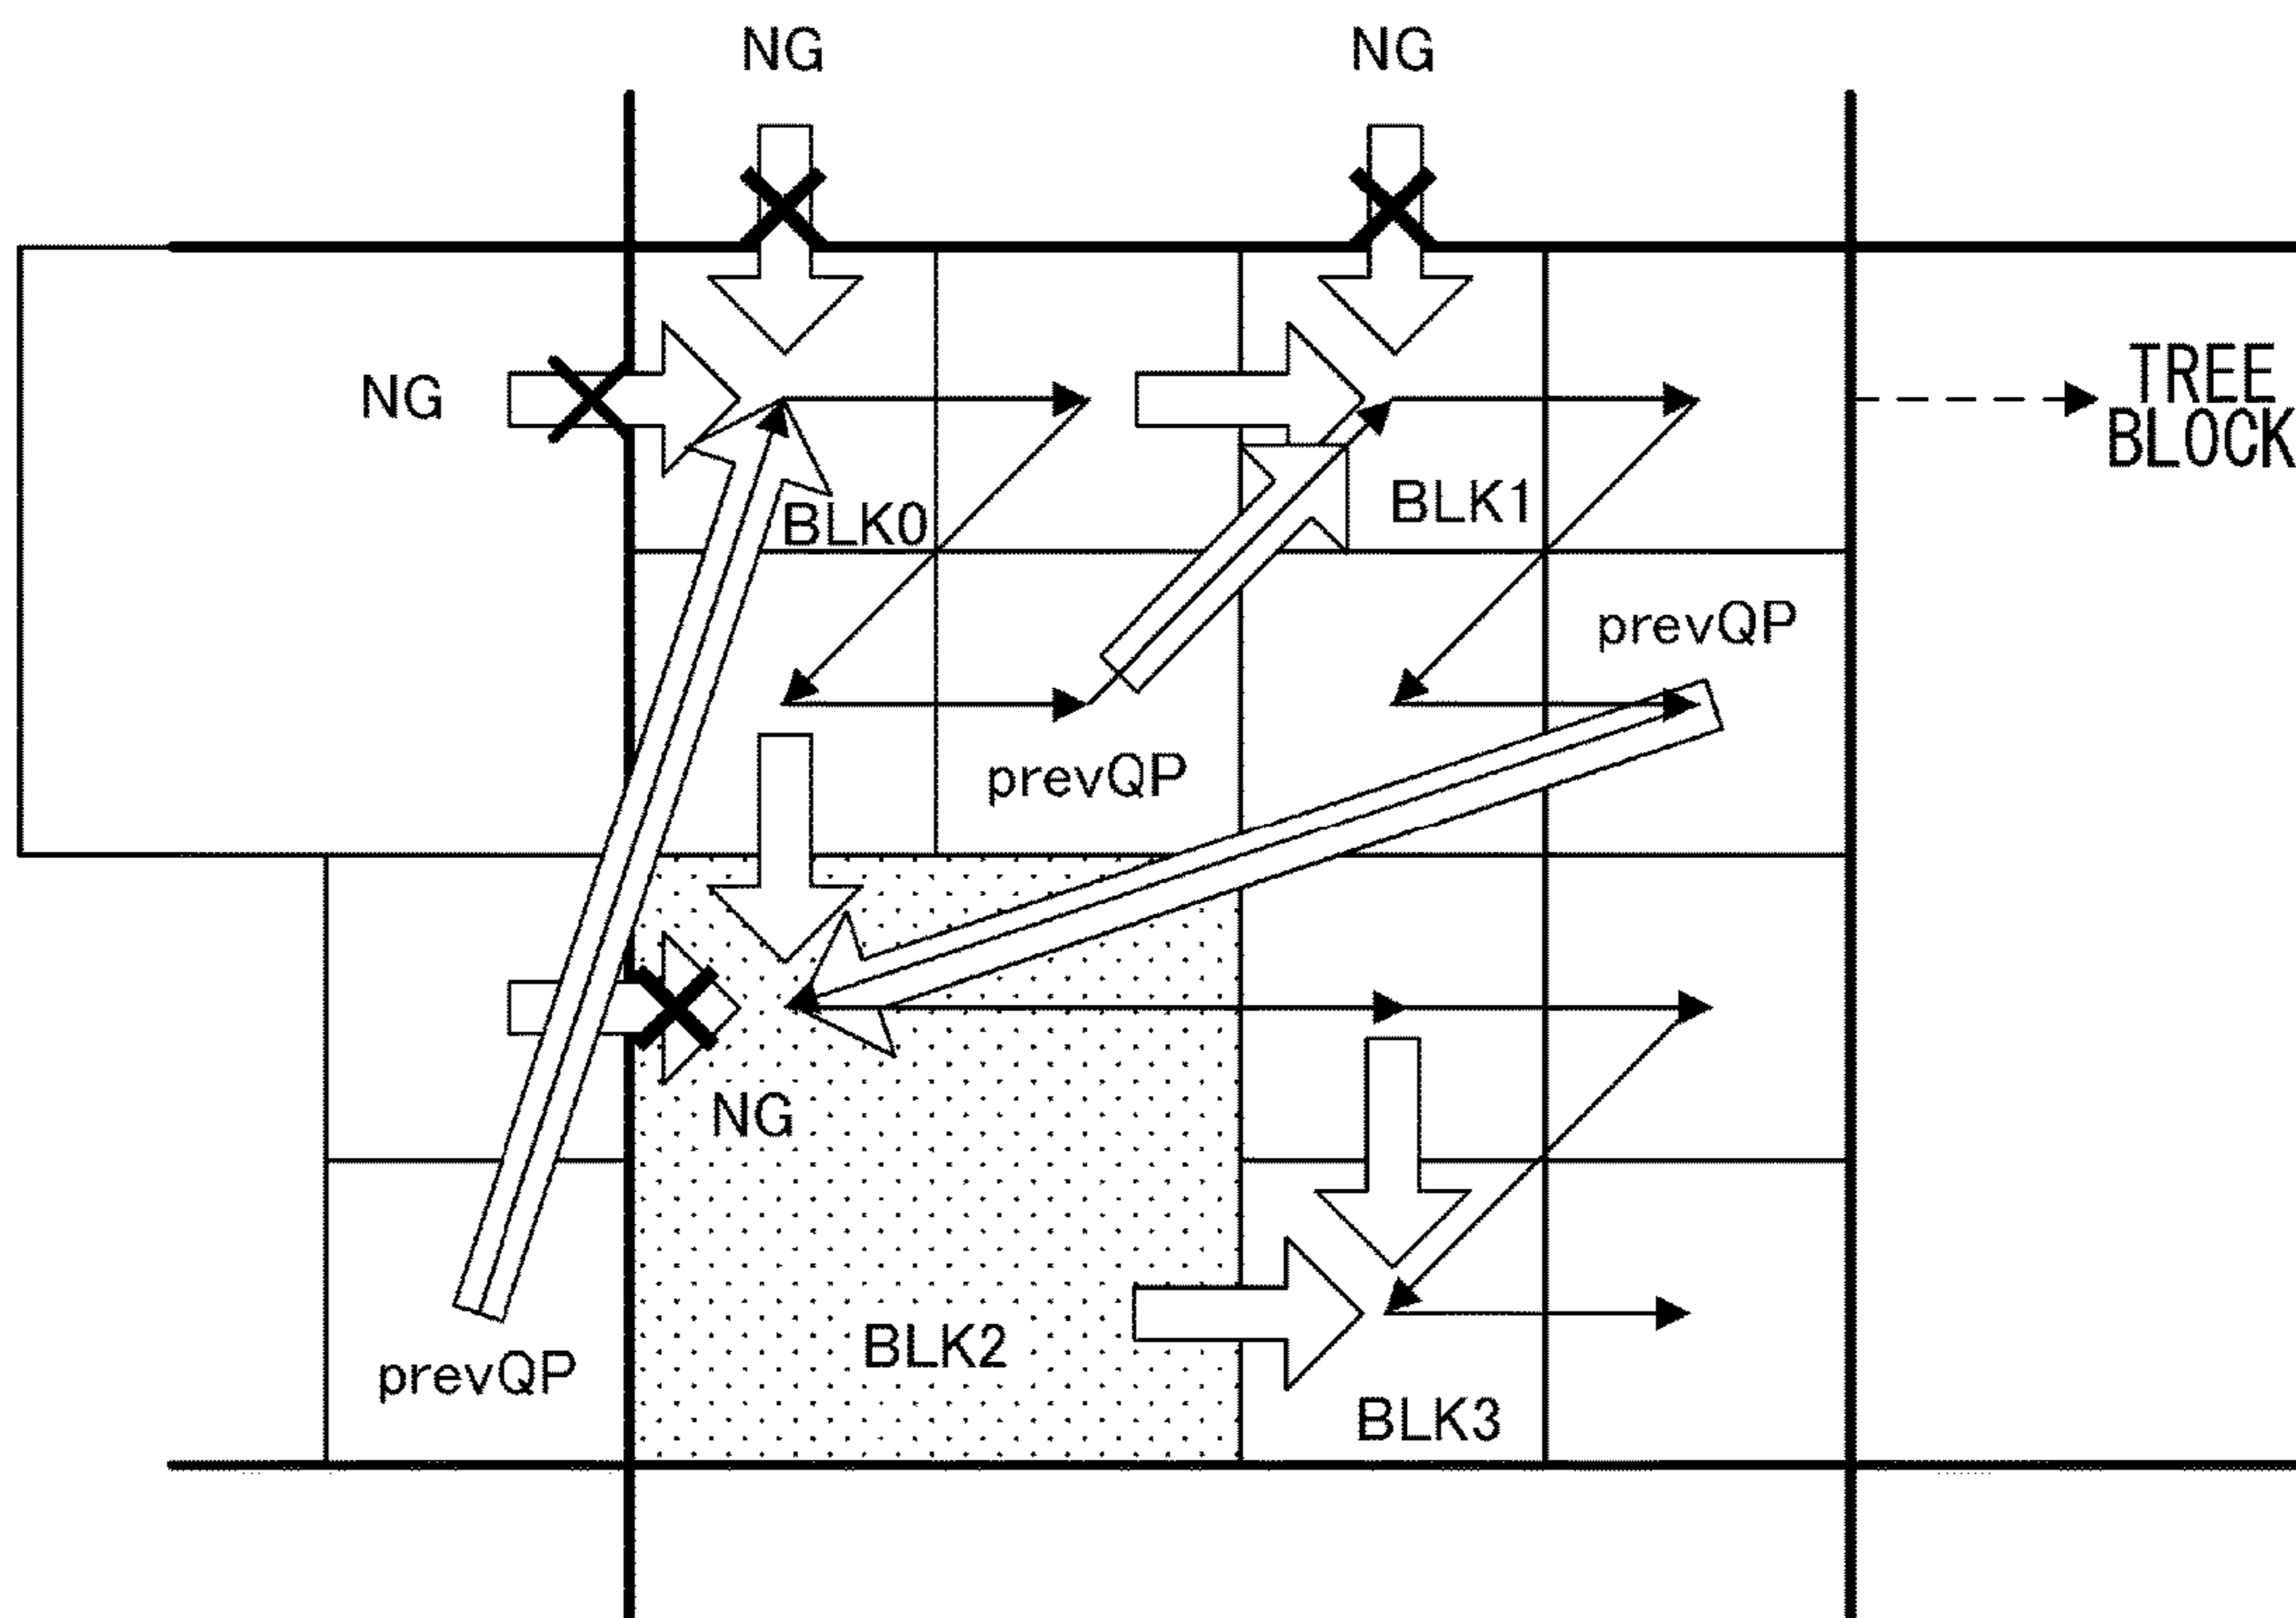 NG
NG
NG
TREE
BLOCK
BLK0
BLK1
prevQP
prevQP
NG
BLK2
prevQP
BLK3